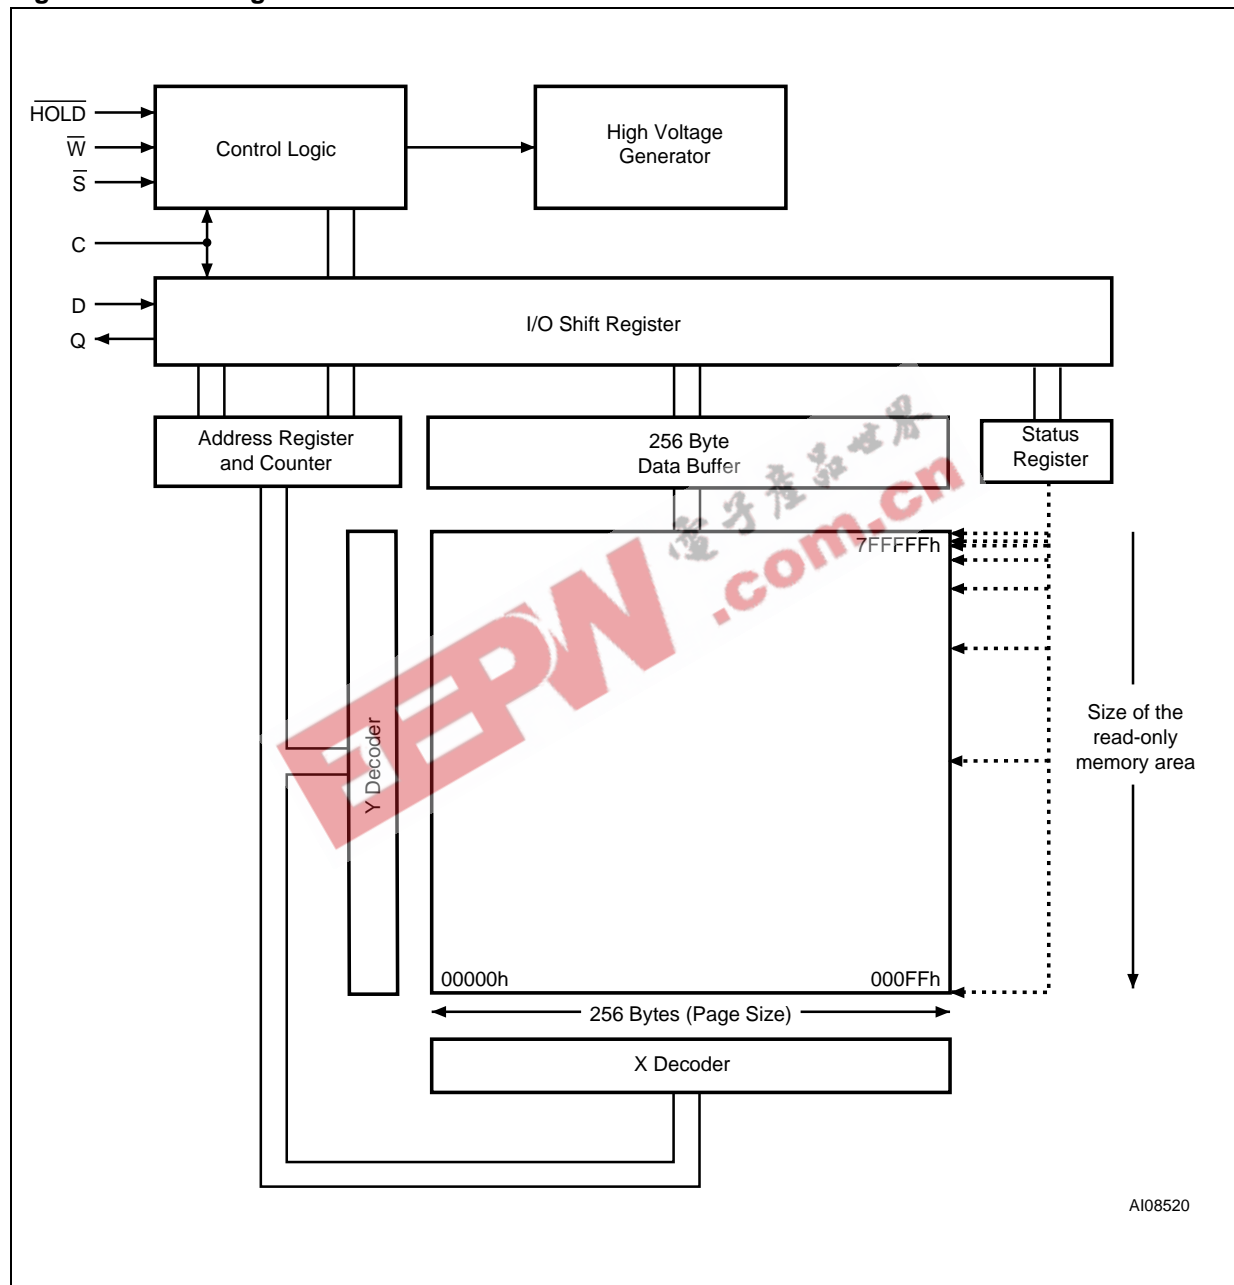 HOLD
W
S
C
D
Q
Control Logic
High Voltage
Generator
I/O Shift Register
Address Register
and Counter
256 Byte
Data Buffer
Status
Register
電子產品世界
.com.cn
EEPW
7FFFFFh
Y Decoder
Size of the
read-only
memory area
00000h
000FFh
256 Bytes (Page Size)
X Decoder
AI08520